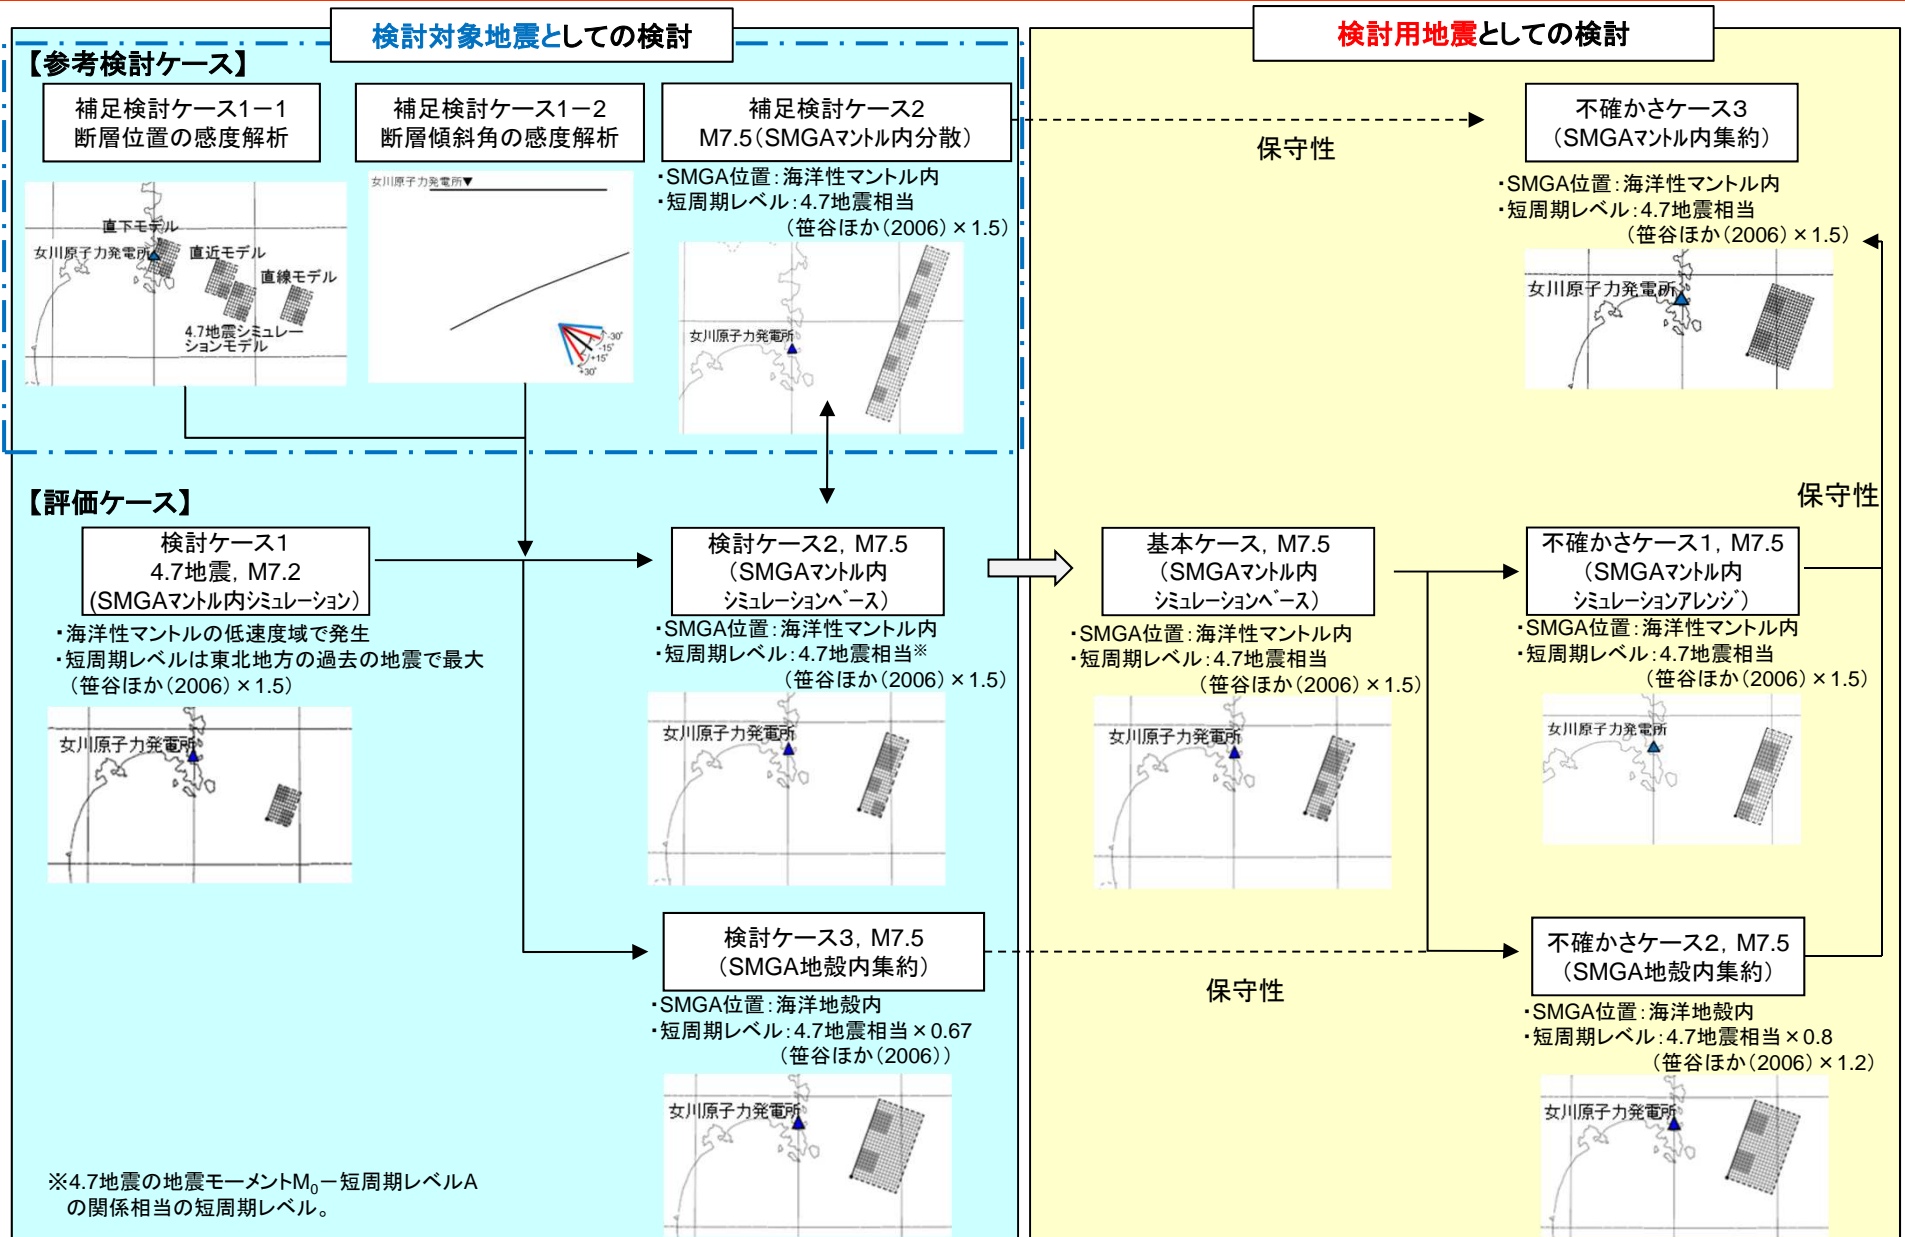 検討対象地震としての検討
【参考検討ケース】
補足検討ケース1－1
断層位置の感度解析
直下モデル
女川原子力発電所
直近モデル
直線モデル
4.7地震シミュレー
ションモデル
補足検討ケース1－2
断層傾斜角の感度解析
女川原子力発電所▼
-30°
-15°
+15°
+30°
補足検討ケース2
M7.5（SMGAマントル内分散）
・SMGA位置：海洋性マントル内
・短周期レベル：4.7地震相当
（笹谷ほか（2006）×1.5）
女川原子力発電所
【評価ケース】
検討ケース1
4.7地震，M7.2
(SMGAマントル内シミュレーション）
・海洋性マントルの低速度域で発生
・短周期レベルは東北地方の過去の地震で最大
（笹谷ほか（2006）×1.5）
女川原子力発電所
検討ケース2，M7.5
（SMGAマントル内
シミュレーションベース）
・SMGA位置：海洋性マントル内
・短周期レベル：4.7地震相当※
（笹谷ほか（2006）×1.5）
女川原子力発電所
検討ケース3，M7.5
（SMGA地殻内集約）
・SMGA位置：海洋地殻内
・短周期レベル：4.7地震相当×0.67
（笹谷ほか（2006））
女川原子力発電所
※4.7地震の地震モーメントM0－短周期レベルA
の関係相当の短周期レベル。
検討用地震としての検討
保守性
不確かさケース3
（SMGAマントル内集約）
・SMGA位置：海洋性マントル内
・短周期レベル：4.7地震相当
（笹谷ほか（2006）×1.5）
女川原子力発電所
保守性
基本ケース，M7.5
（SMGAマントル内
シミュレーションベース）
・SMGA位置：海洋性マントル内
・短周期レベル：4.7地震相当
（笹谷ほか（2006）×1.5）
女川原子力発電所
不確かさケース1，M7.5
（SMGAマントル内
シミュレーションアレンジ）
・SMGA位置：海洋性マントル内
・短周期レベル：4.7地震相当
（笹谷ほか（2006）×1.5）
女川原子力発電所
保守性
不確かさケース2，M7.5
（SMGA地殻内集約）
・SMGA位置：海洋地殻内
・短周期レベル：4.7地震相当×0.8
（笹谷ほか（2006）×1.2）
女川原子力発電所